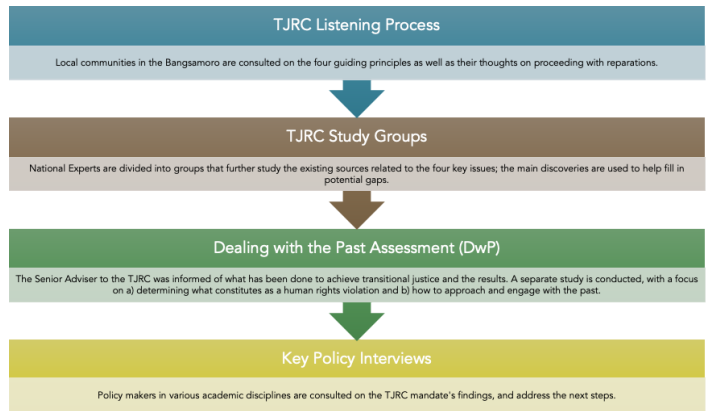 TJRC Listening Process
Local communities in the Bangsamoro are consulted on the four guiding principles as well as their thoughts on proceeding with reparations.
TJRC Study Groups
National Experts are divided into groups that further study the existing sources related to the four key issues; the main discoveries are used to help fill in
potential gaps.
Dealing with the Past Assessment (DwP)
The Senior Adviser to the TJRC was informed of what has been done to achieve transitional justice and the results. A separate study is conducted, with a focus
on a) determining what constitutes as a human rights violation and b) how to approach and engage with the past.
Key Policy Interviews
Policy makers in various academic disciplines are consulted on the TJRC mandate's findings, and address the next steps.